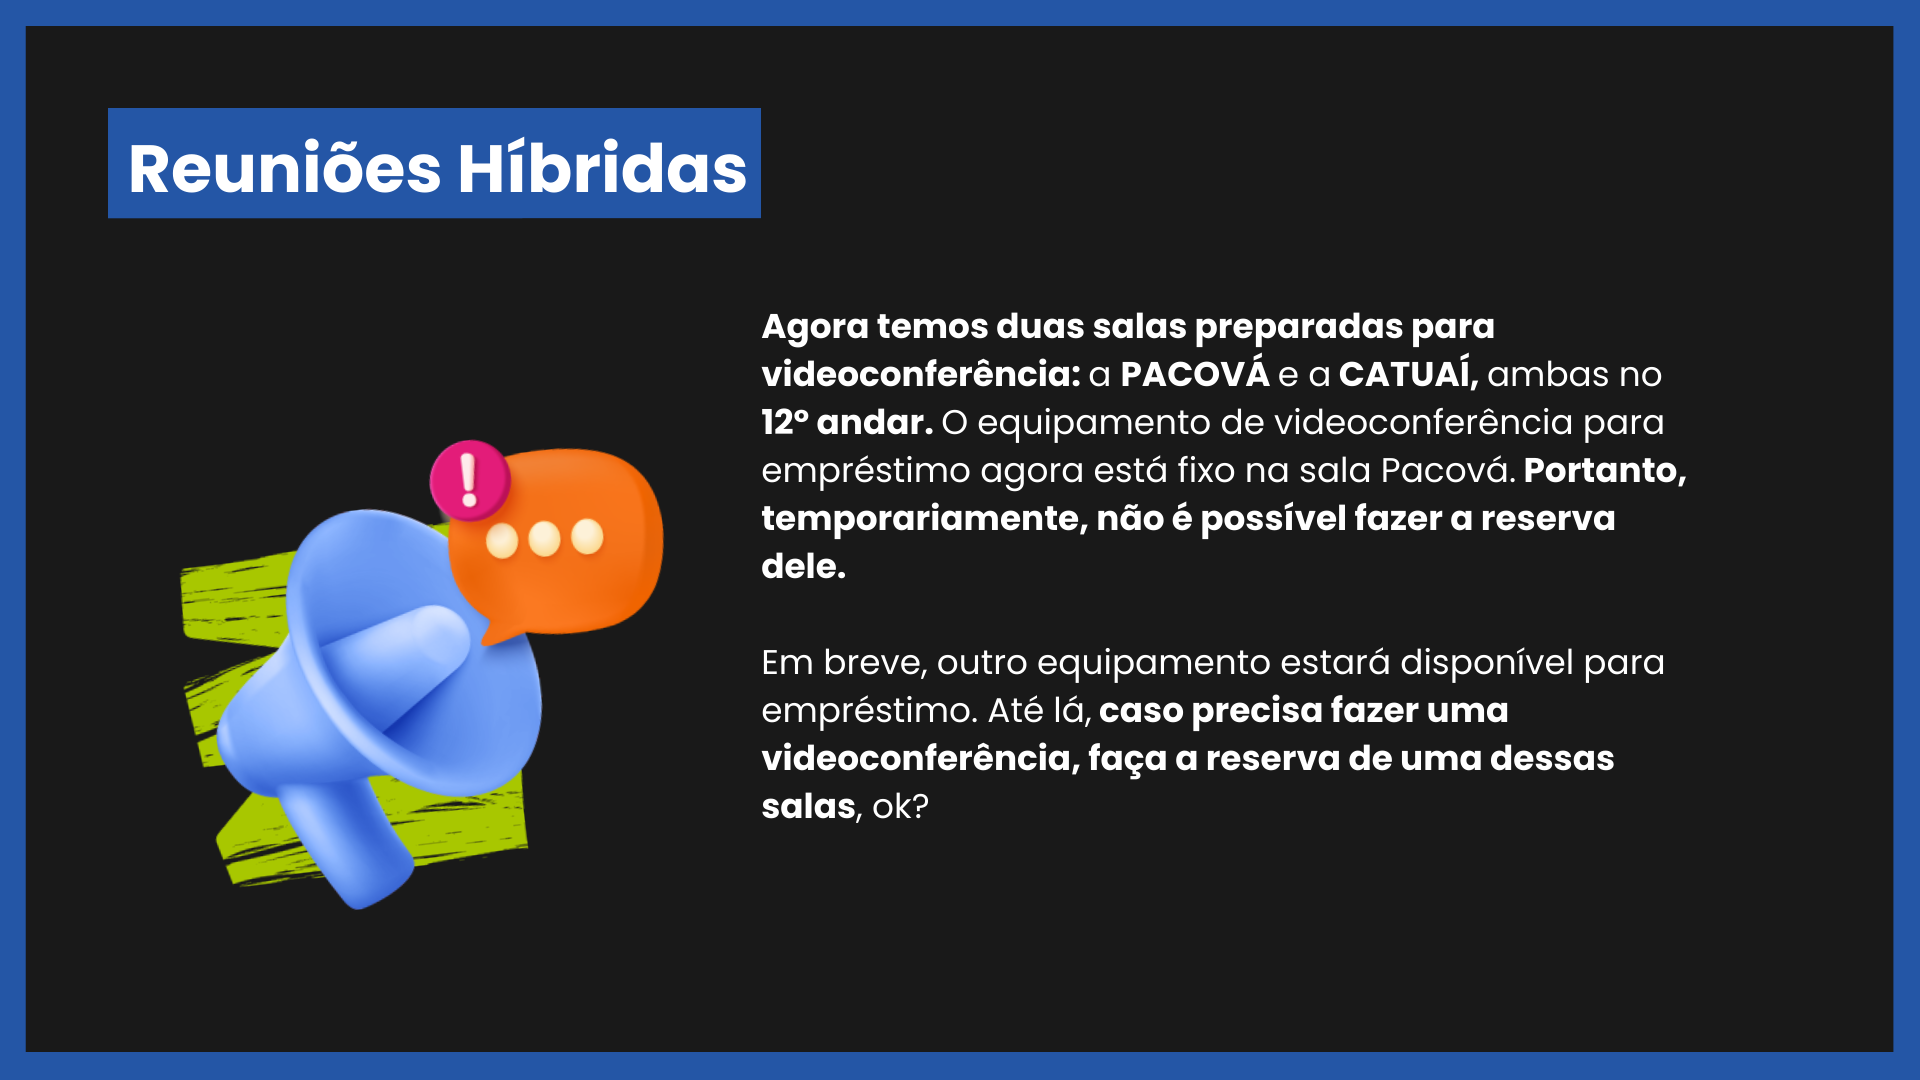 Reuniões Híbridas
Agora temos duas salas preparadas para
videoconferência: a PACOVÁ e a CATUAÍ, ambas no
12º andar. O equipamento de videoconferência para
empréstimo agora está fixo na sala Pacová. Portanto,
temporariamente, não é possível fazer a reserva
dele.
Em breve, outro equipamento estará disponível para
empréstimo. Até lá, caso precisa fazer uma
videoconferência, faça a reserva de uma dessas
salas, ok?